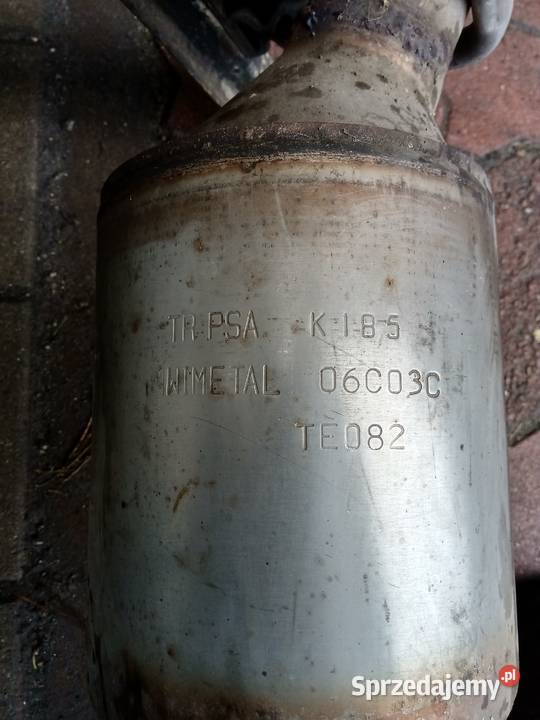 TR PSA K185
WIMETAL 06C03C
TE082
Sprzedajemy.pl